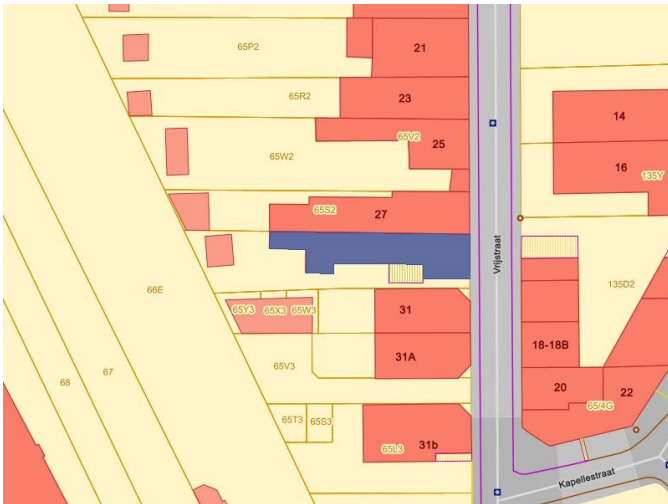 65P2
21
65R2
23
65V2
25
14
65W2
16
135Y
65S2
27
Vrijstraat
66E
135D2
65Y3
65X3
65W3
31
18-18B
31A
65V3
67
68
20
22
65/4G
65T3
65S3
65L3
31b
Kapellestraat